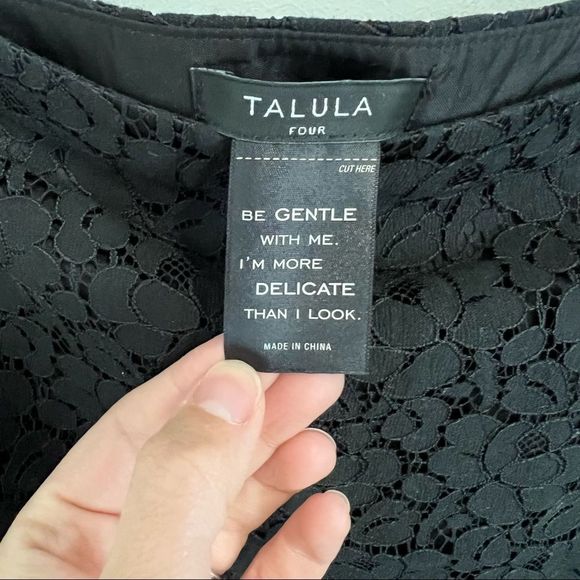 TALULA
FOUR
CUT HERE
BE GENTLE
WITH ME.
I'M MORE
DELICATE
THAN I LOOK.
MADE IN CHINA